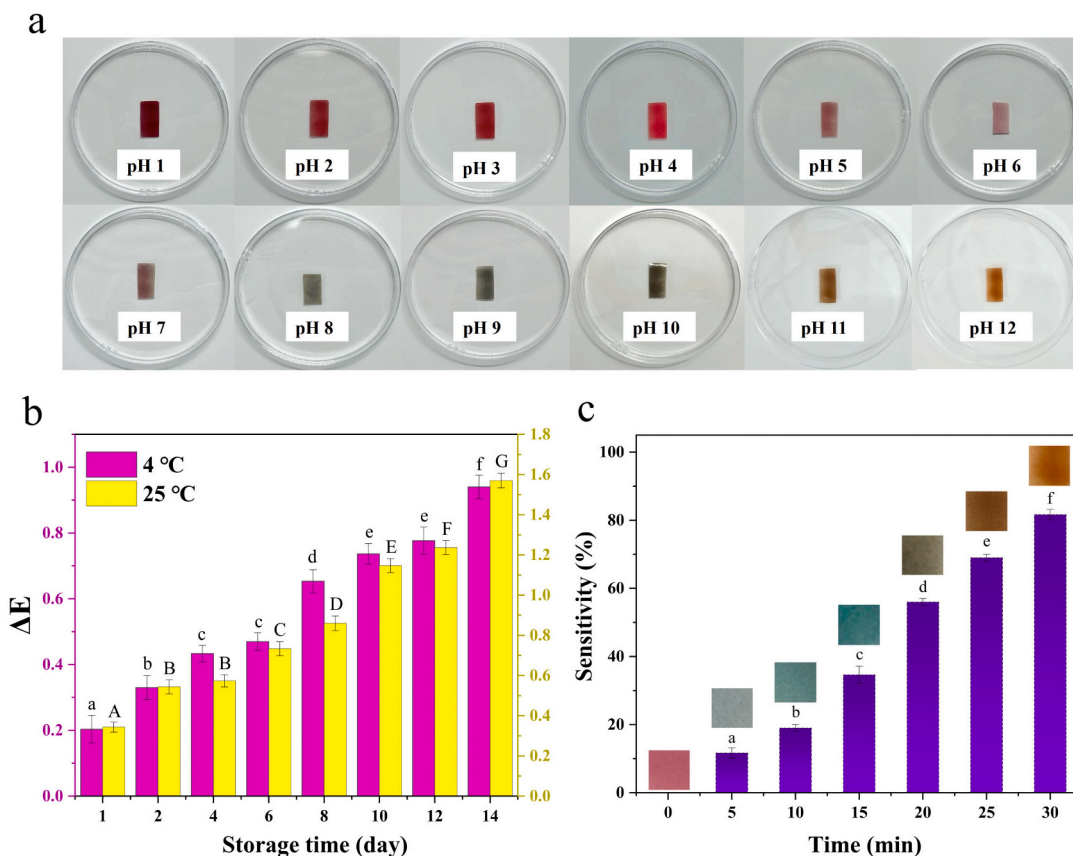 a
pH 1
pH 2
pH 3
pH 4
pH 5
pH 6
pH 7
pH 8
pH 9
pH 10
pH 11
pH 12
b
ΔE
1.0
0.8
0.6
0.4
0.2
0.0
4 °C
25 °C
a
A
b
B
c
B
c
C
d
D
e
E
e
F
f
G
1.8
1.6
1.4
1.2
1.0
0.8
0.6
0.4
0.2
0.0
1
2
4
6
8
10
12
14
Storage time (day)
c
Sensitivity (%)
100
80
60
40
20
0
a
b
c
d
e
f
0
5
10
15
20
25
30
Time (min)